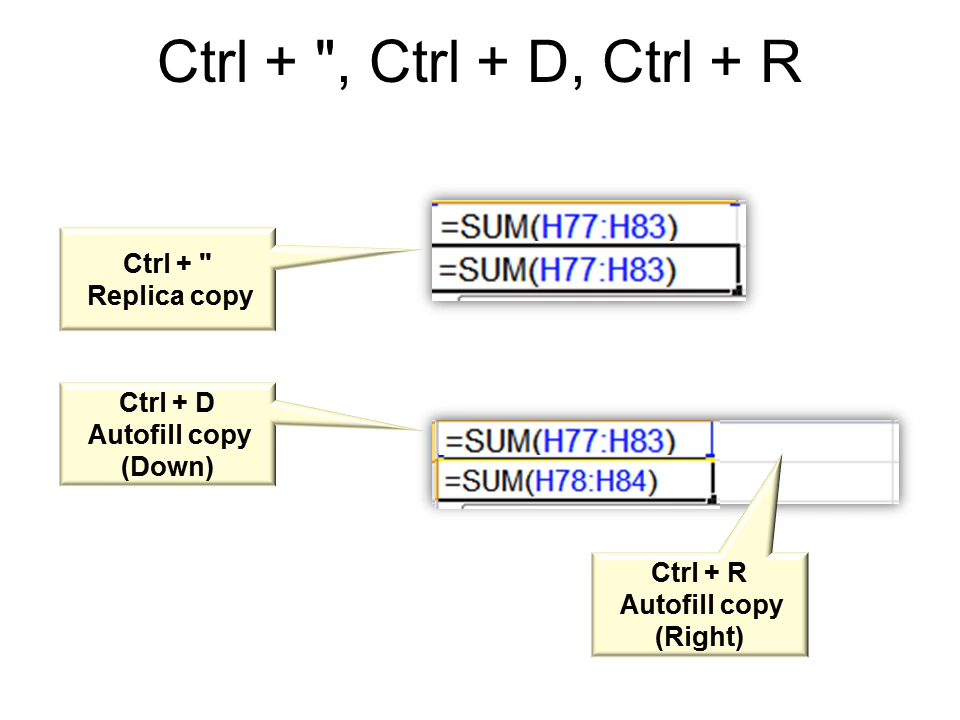 Ctrl + ", Ctrl + D, Ctrl + R
=SUM(H77:H83)
=SUM(H77:H83)
Ctrl + "
Replica copy
Ctrl + D
Autofill copy
(Down)
=SUM(H77:H83)
=SUM(H78:H84)
Ctrl + R
Autofill copy
(Right)